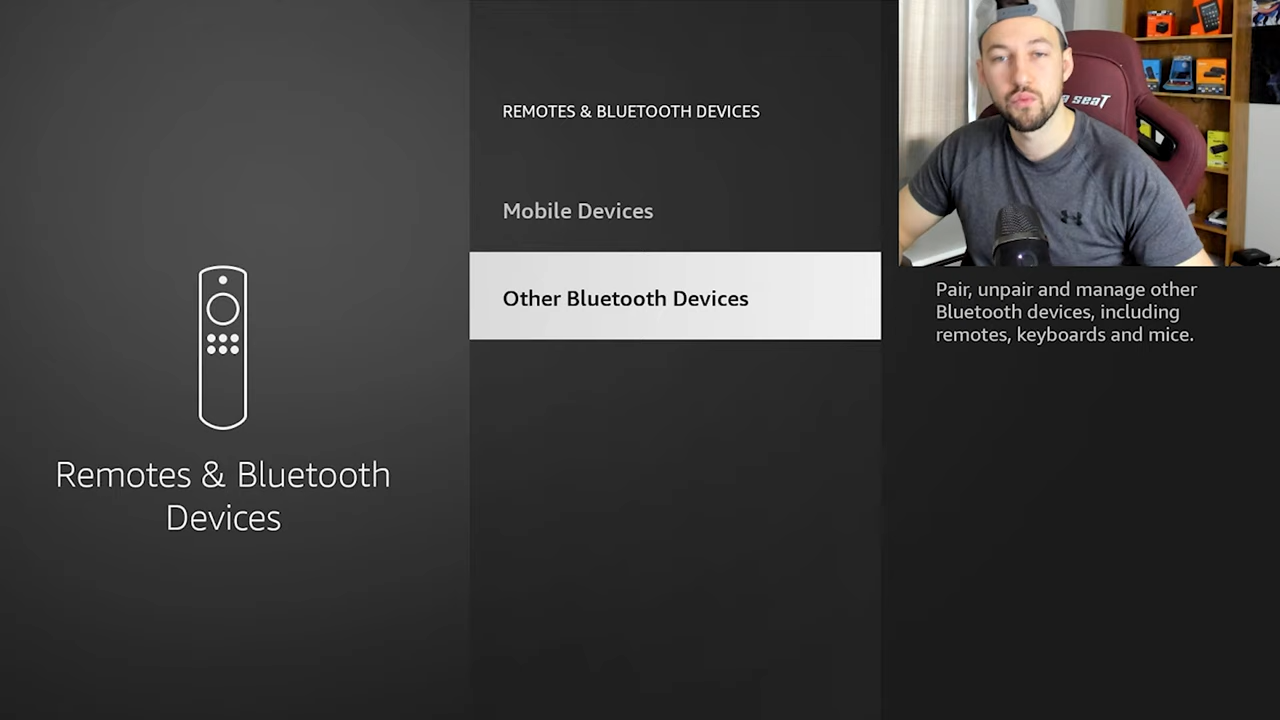 REMOTES & BLUETOOTH DEVICES
Mobile Devices
Other Bluetooth Devices
Remotes & Bluetooth
Devices
Pair, unpair and manage other
Bluetooth devices, including
remotes, keyboards and mice.
seaT